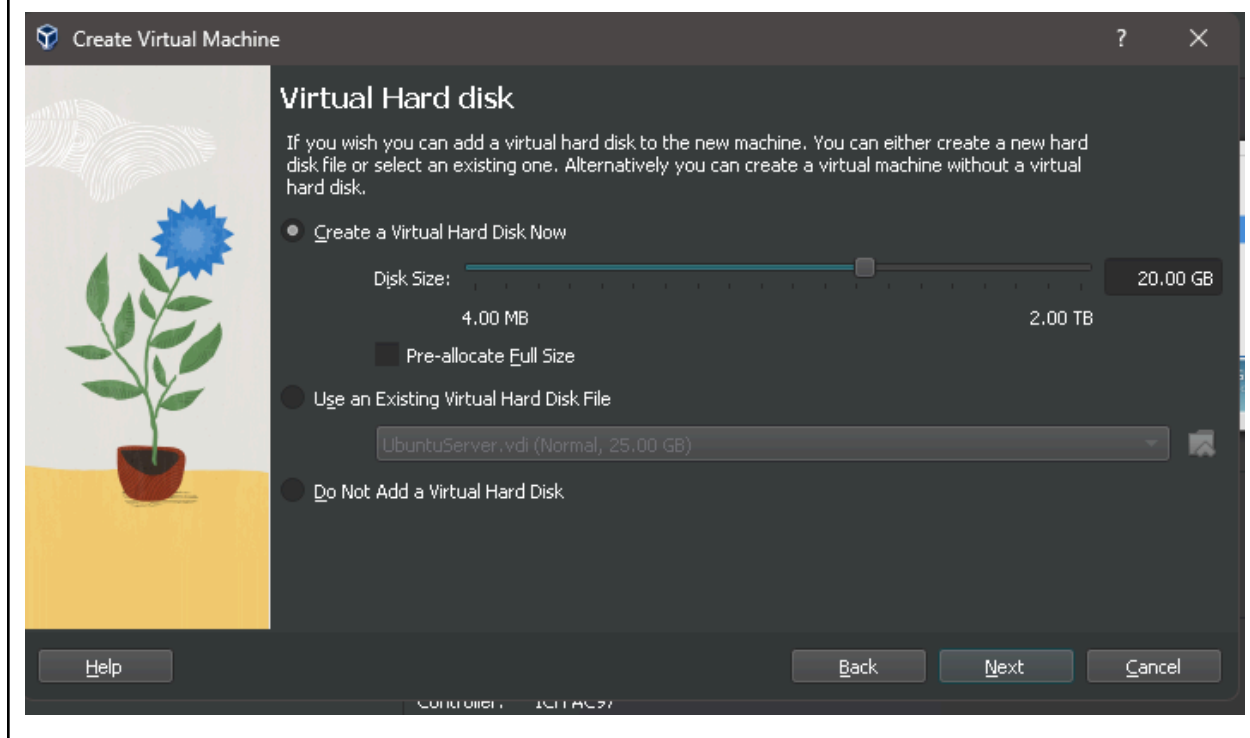 Create Virtual Machine
?
Virtual Hard disk
If you wish you can add a virtual hard disk to the new machine. You can either create a new hard
disk file or select an existing one. Alternatively you can create a virtual machine without a virtual
hard disk.
Create a Virtual Hard Disk Now
Disk Size:
20.00 GB
4.00 MB
2.00 TB
Pre-allocate Full Size
Use an Existing Virtual Hard Disk File
UbuntuServer.vdi (Normal, 25.00 GB)
Do Not Add a Virtual Hard Disk
Help
Back
Next
Cancel
Controller: ICH AC97